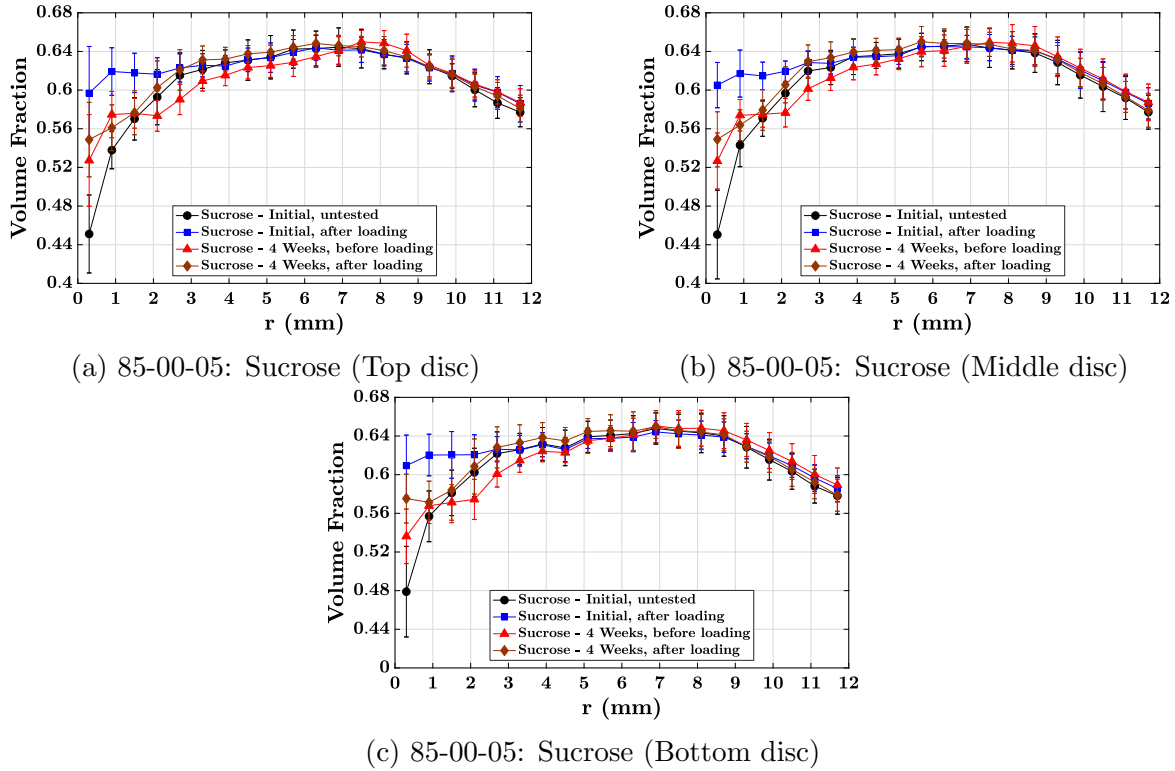 0.68
0.64
0.6
0.56
0.52
0.48
0.44
0.4
Volume Fraction
Sucrose - Initial, untested
Sucrose - Initial, after loading
Sucrose - 4 Weeks, before loading
Sucrose - 4 Weeks, after loading
0 1 2 3 4 5 6 7 8 9 10 11 12
r (mm)
(a) 85-00-05: Sucrose (Top disc)
0.68
0.64
0.6
0.56
0.52
0.48
0.44
0.4
Volume Fraction
Sucrose - Initial, untested
Sucrose - Initial, after loading
Sucrose - 4 Weeks, before loading
Sucrose - 4 Weeks, after loading
0 1 2 3 4 5 6 7 8 9 10 11 12
r (mm)
(b) 85-00-05: Sucrose (Middle disc)
0.68
0.64
0.6
0.56
0.52
0.48
0.44
0
Volume Fraction
Sucrose - Initial, untested
Sucrose - Initial, after loading
Sucrose - 4 Weeks, before loading
Sucrose - 4 Weeks, after loading
0 1 2 3 4 5 6 7 8 9 10 11 12
r (mm)
(c) 85-00-05: Sucrose (Bottom disc)